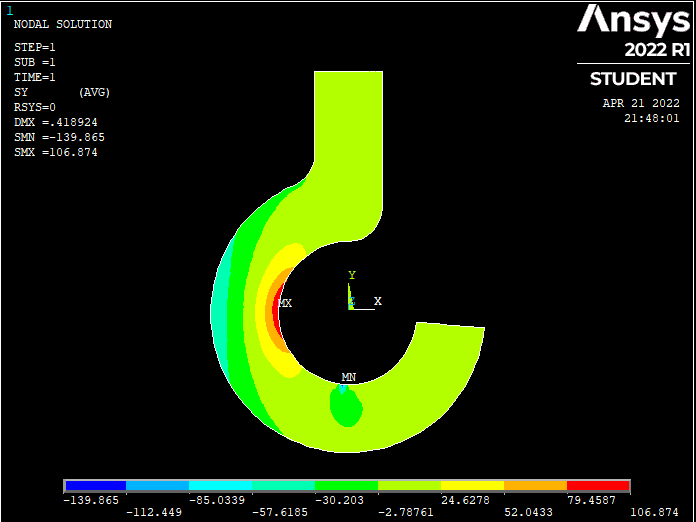 1
NODAL SOLUTION
STEP=1
SUB =1
TIME=1
SY (AVG)
RSYS=0
DMX =.418924
SMN =-139.865
SMX =106.874
Ansys
2022 R1
STUDENT
APR 21 2022
21:48:01
Y
MX
X
MN
-139.865 -85.0339 -30.203 24.6278 79.4587
-112.449 -57.6185 -2.78761 52.0433 106.874